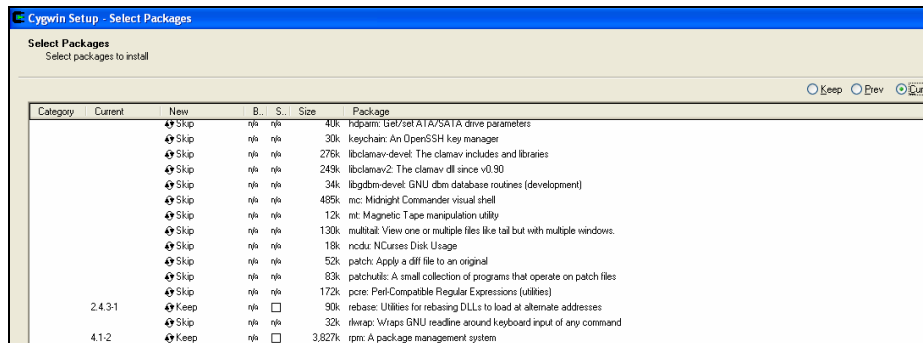 Cygwin Setup - Select Packages
Select Packages
Select packages to install
Keep Prev
Category Current New B.. S.. Size Package
Skip n/a n/a 40k hdparm: Get/set ATA/SATA drive parameters
Skip n/a n/a 30k keychain: An OpenSSH key manager
Skip n/a n/a 276k libclamav-devel: The clamav includes and libraries
Skip n/a n/a 249k libclamav2: The clamav dll since v0.90
Skip n/a n/a 34k libgdbm-devel: GNU dbm database routines (development)
Skip n/a n/a 485k mc: Midnight Commander visual shell
Skip n/a n/a 12k mt: Magnetic Tape manipulation utility
Skip n/a n/a 130k multitail: View one or multiple files like tail but with multiple windows.
Skip n/a n/a 18k ncdu: NCurses Disk Usage
Skip n/a n/a 52k patch: Apply a diff file to an original
Skip n/a n/a 83k patchutils: A small collection of programs that operate on patch files
Skip n/a n/a 172k pcre: Perl-Compatible Regular Expressions (utilities)
2.4.3-1 Keep n/a 90k rebase: Utilities for rebasing DLLs to load at alternate addresses
Skip n/a n/a 32k rlwrap: Wraps GNU readline around keyboard input of any command
4.1-2 Keep n/a 3,827k rpm: A package management system